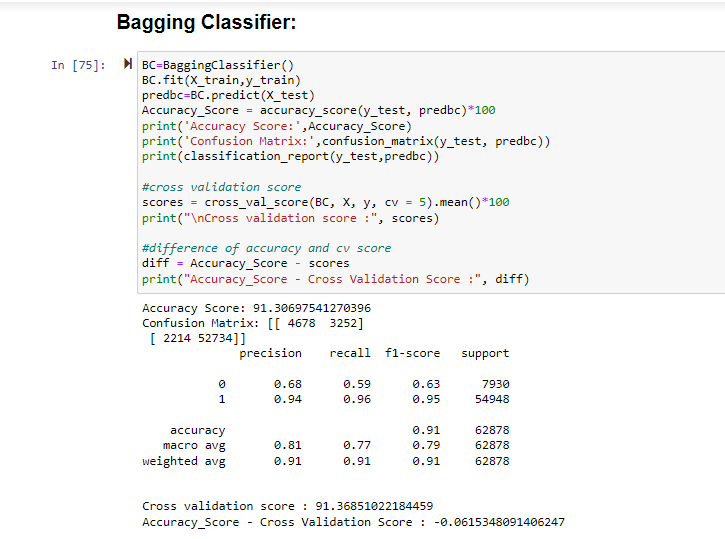 Bagging Classifier:
In [75]:
BC=BaggingClassifier()
BC.fit(X_train,y_train)
predbc=BC.predict(X_test)
Accuracy_Score = accuracy_score(y_test, predbc)*100
print('Accuracy Score:',Accuracy_Score)
print('Confusion Matrix:',confusion_matrix(y_test, predbc))
print(classification_report(y_test,predbc))

#cross validation score
scores = cross_val_score(BC, X, y, cv = 5).mean()*100
print("\nCross validation score :", scores)

#difference of accuracy and cv score
diff = Accuracy_Score - scores
print("Accuracy_Score - Cross Validation Score :", diff)

Accuracy Score: 91.30697541270396
Confusion Matrix: [[ 4678  3252]
 [ 2214 52734]]
             precision    recall  f1-score   support

          0       0.68      0.59      0.63      7930
          1       0.94      0.96      0.95     54948

   accuracy                           0.91     62878
  macro avg       0.81      0.77      0.79     62878
weighted avg       0.91      0.91      0.91     62878


Cross validation score : 91.36851022184459
Accuracy_Score - Cross Validation Score : -0.0615348091406247